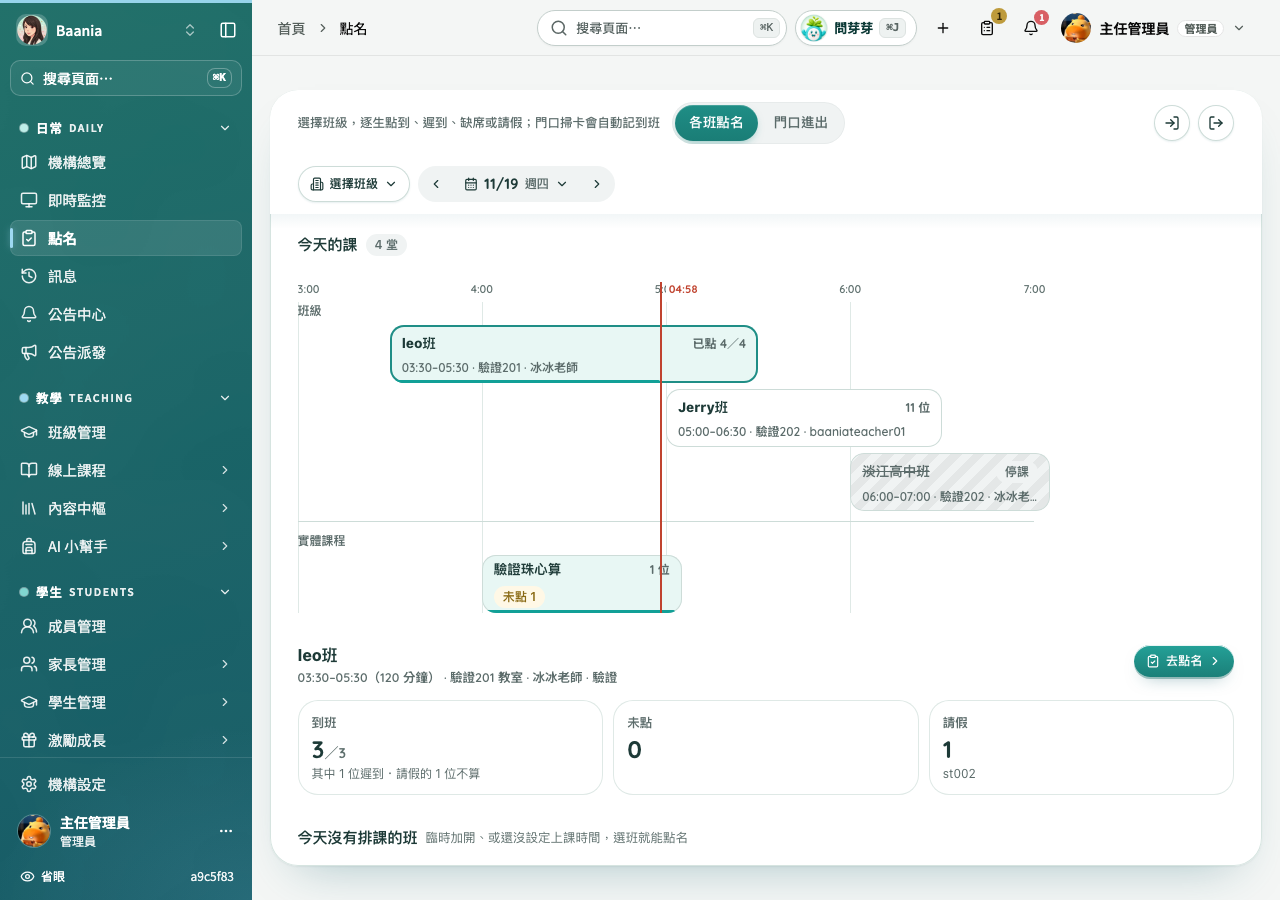 Baania
搜尋頁面⋯
⌘K
日常 DAILY
機構總覽
即時監控
點名
訊息
公告中心
公告派發
教學 TEACHING
班級管理
線上課程
內容中樞
AI 小幫手
學生 STUDENTS
成員管理
家長管理
學生管理
激勵成長
機構設定
主任管理員
管理員
省眼
a9c5f83
首頁
點名
搜尋頁面⋯
⌘K
問芽芽
⌘J
1
1
主任管理員
管理員
選擇班級，逐生點到、遲到、缺席或請假；門口掃卡會自動記到班
各班點名
門口進出
選擇班級
11/19 週四
今天的課
4 堂
3:00
4:00
04:58
6:00
7:00
班級
leo班
已點 4／4
03:30–05:30 · 驗證201 · 冰冰老師
Jerry班
11 位
05:00–06:30 · 驗證202 · baaniateacher01
淡江高中班
停課
06:00–07:00 · 驗證202 · 冰冰老…
實體課程
驗證珠心算
1 位
未點 1
leo班
03:30–05:30（120 分鐘） · 驗證201 教室 · 冰冰老師 · 驗證
去點名
到班
3／3
其中 1 位遲到 · 請假的 1 位不算
未點
0
請假
1
st002
今天沒有排課的班
臨時加開、或還沒設定上課時間，選班就能點名